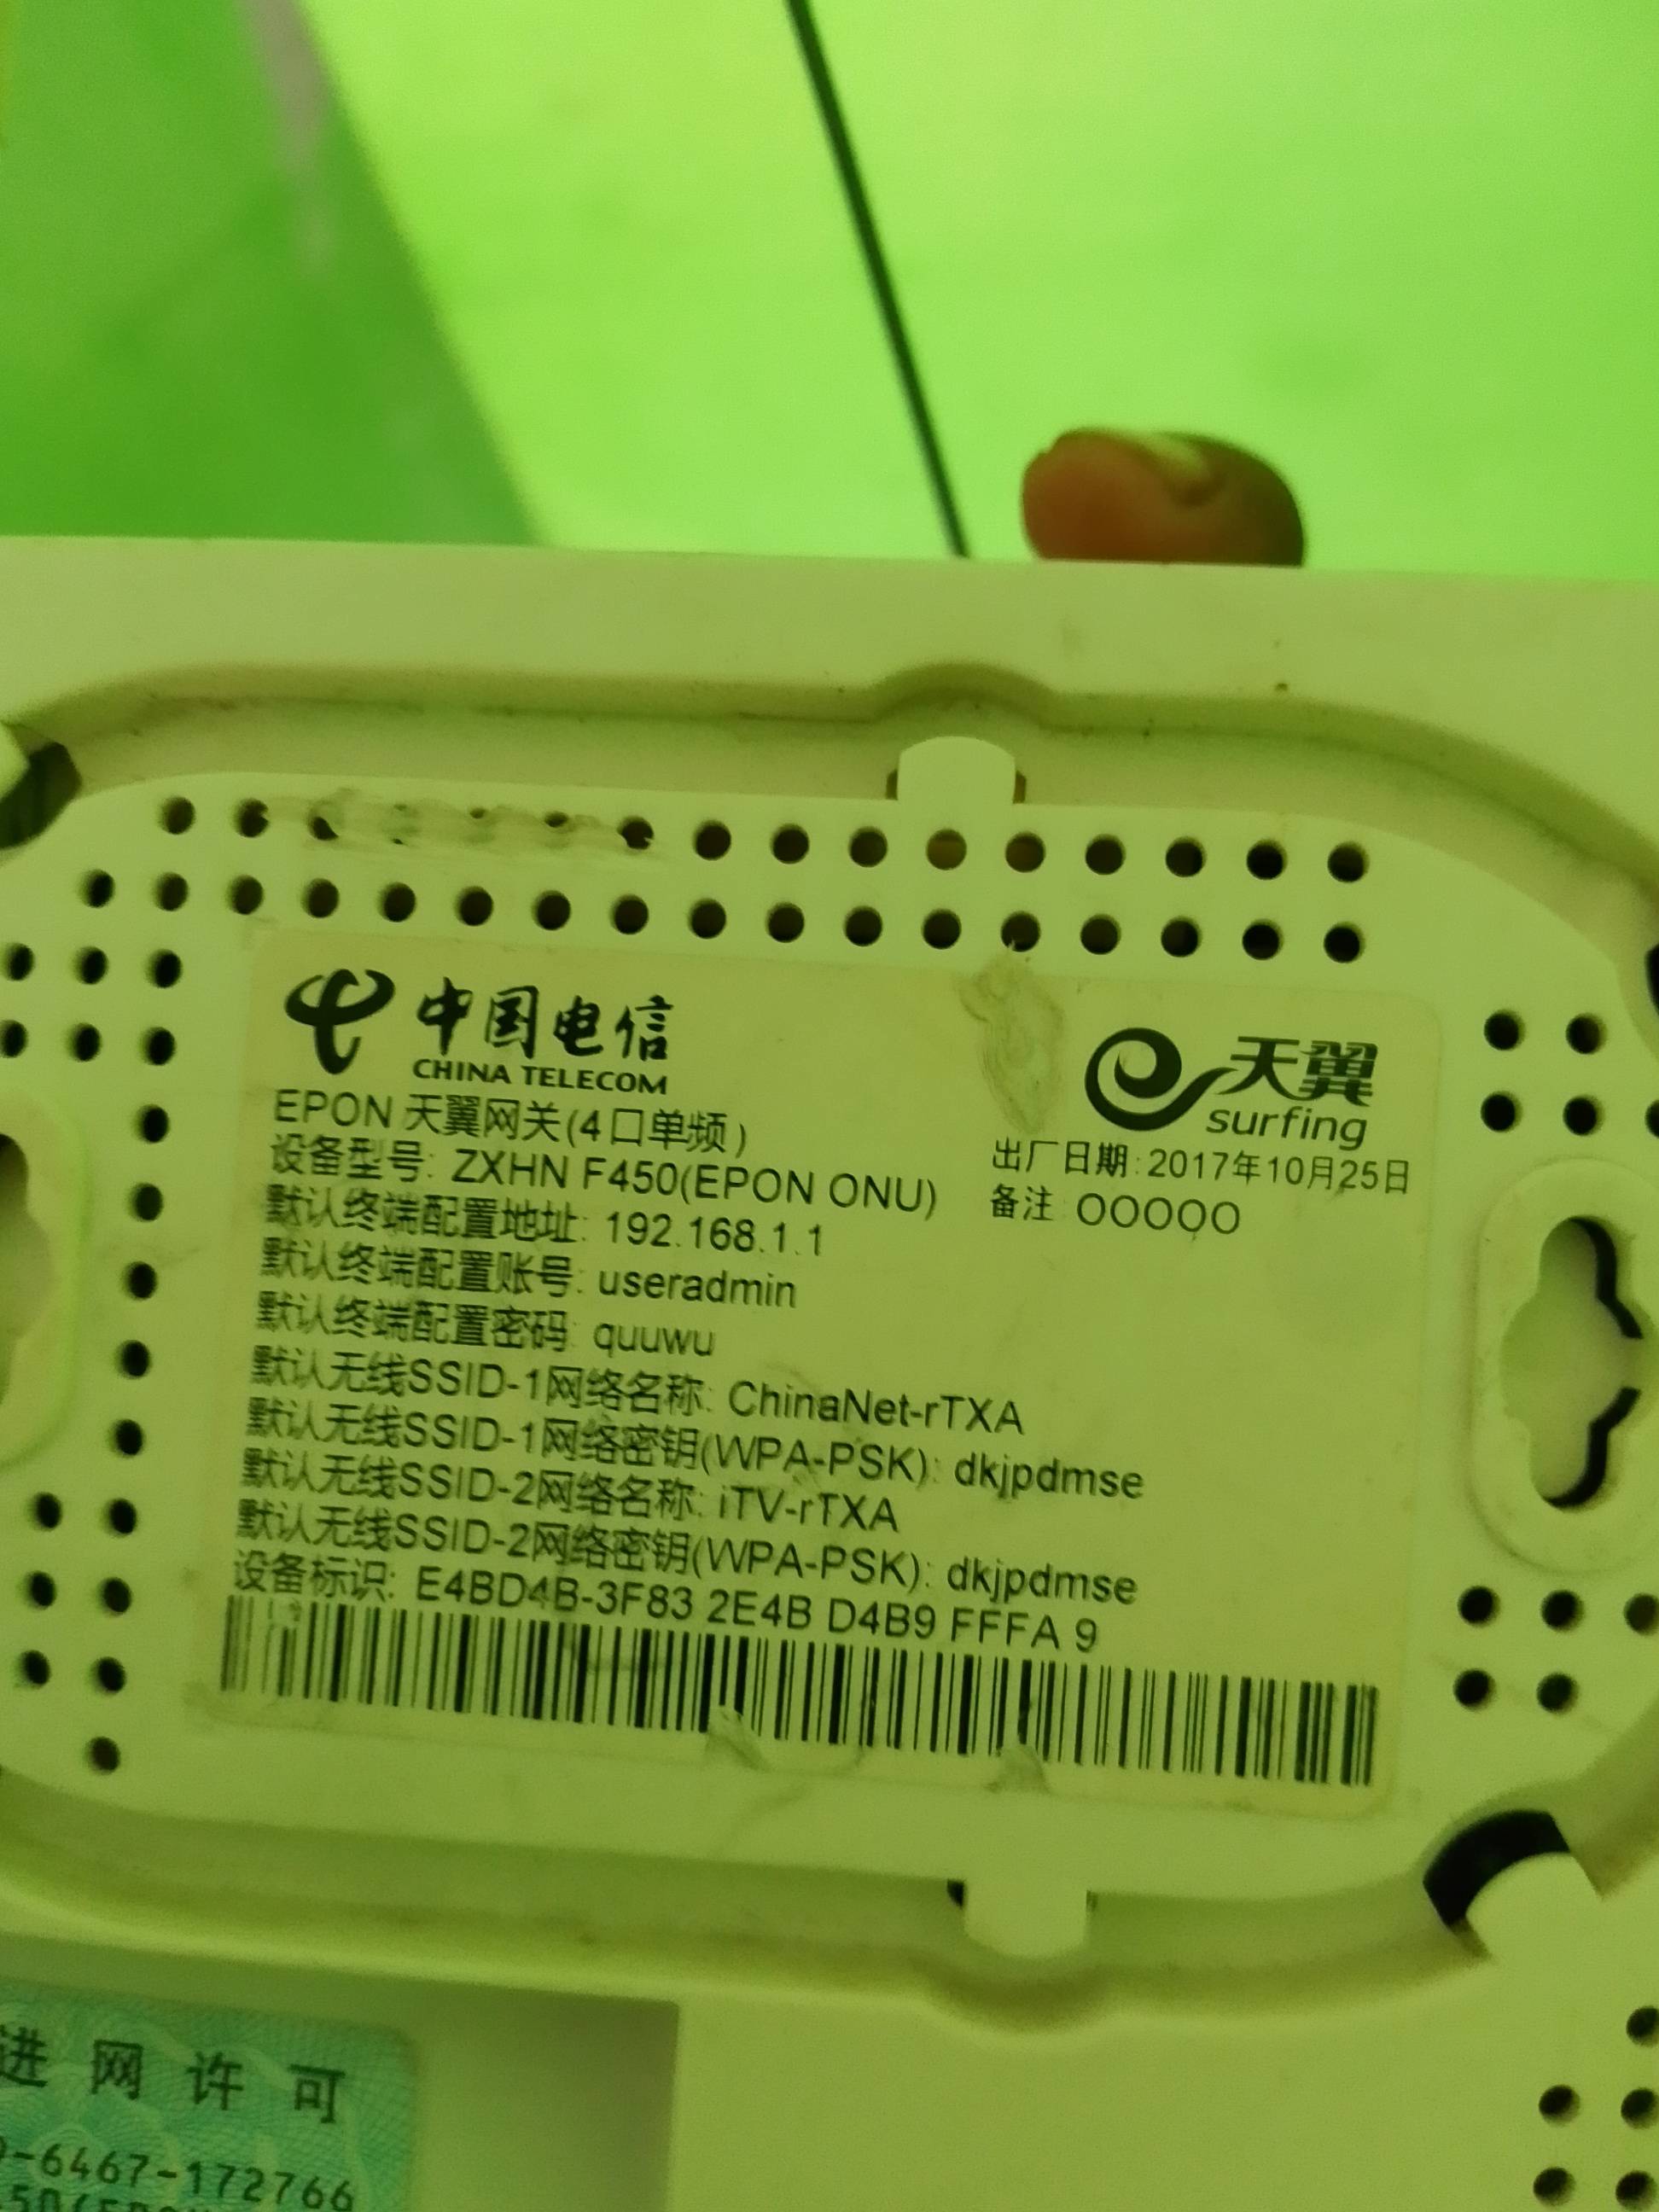 中国电信
CHINA TELECOM
天翼
surfing
EPON 天翼网关(4口单频)
设备型号: ZXHN F450(EPON ONU)
出厂日期: 2017年10月25日
默认终端配置地址: 192.168.1.1
备注: OOOOO
默认终端配置账号: useradmin
默认终端配置密码: quuwu
默认无线SSID-1网络名称: ChinaNet-rTXA
默认无线SSID-1网络密钥(WPA-PSK): dkjpdmse
默认无线SSID-2网络名称: iTV-rTXA
默认无线SSID-2网络密钥(WPA-PSK): dkjpdmse
设备标识: E4BD4B-3F83 2E4B D4B9 FFFA 9
进网许可
-6467-172766